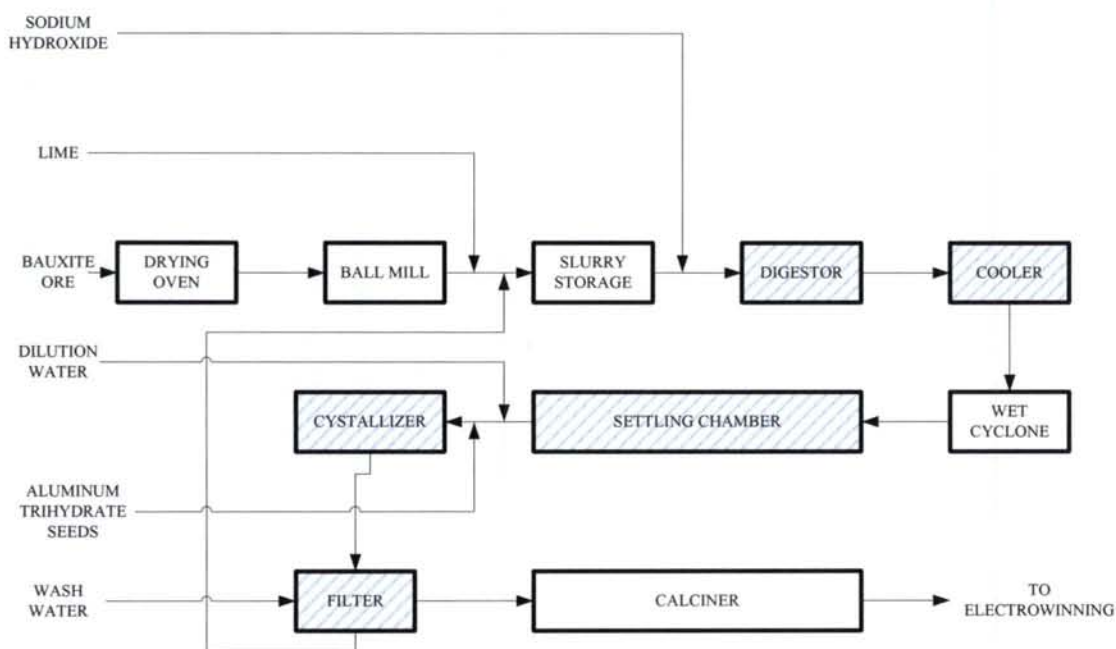 SODIUM
HYDROXIDE
LIME
BAUXITE
ORE
DRYING
OVEN
BALL MILL
SLURRY
STORAGE
DIGESTOR
COOLER
DILUTION
WATER
CYSTALLIZER
SETTLING CHAMBER
WET
CYCLONE
ALUMINUM
TRIHYDRATE
SEEDS
WASH
WATER
FILTER
CALCINER
TO
ELECTROWINNING